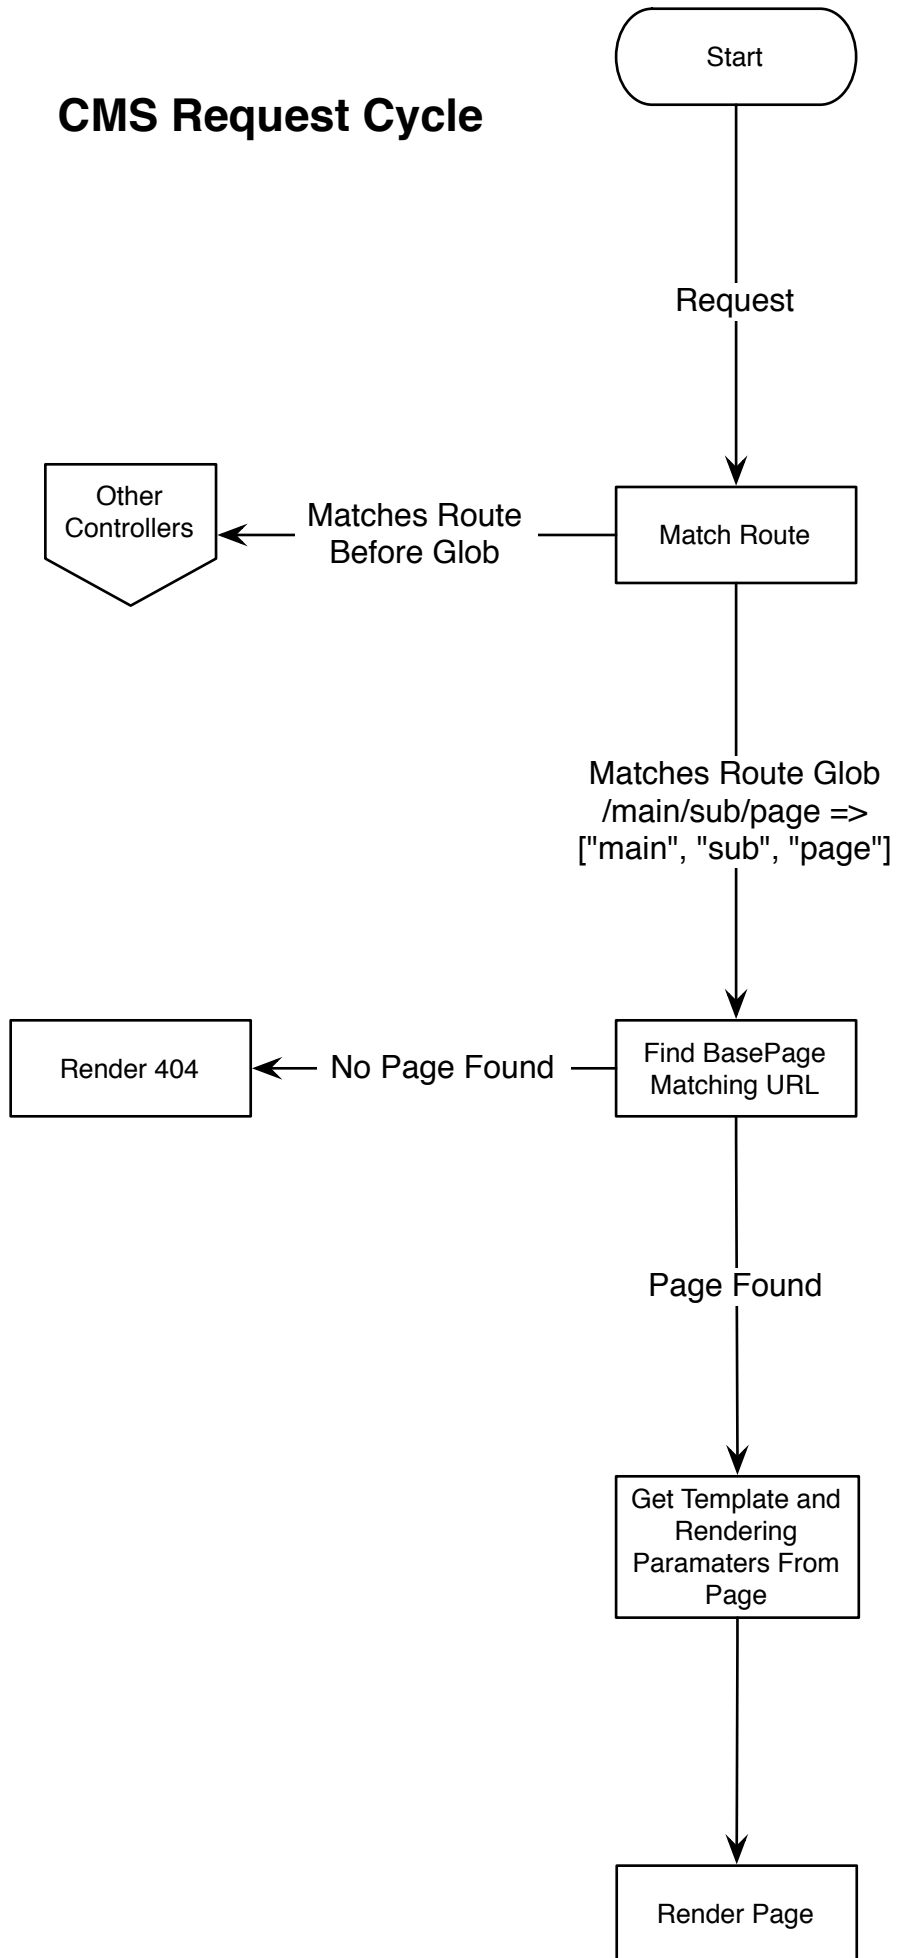 Start
CMS Request Cycle
Request
Other
Controllers
Matches Route
Before Glob
Match Route
Matches Route Glob
/main/sub/page =>
["main", "sub", "page"]
Render 404
No Page Found
Find BasePage
Matching URL
Page Found
Get Template and
Rendering
Paramaters From
Page
Render Page